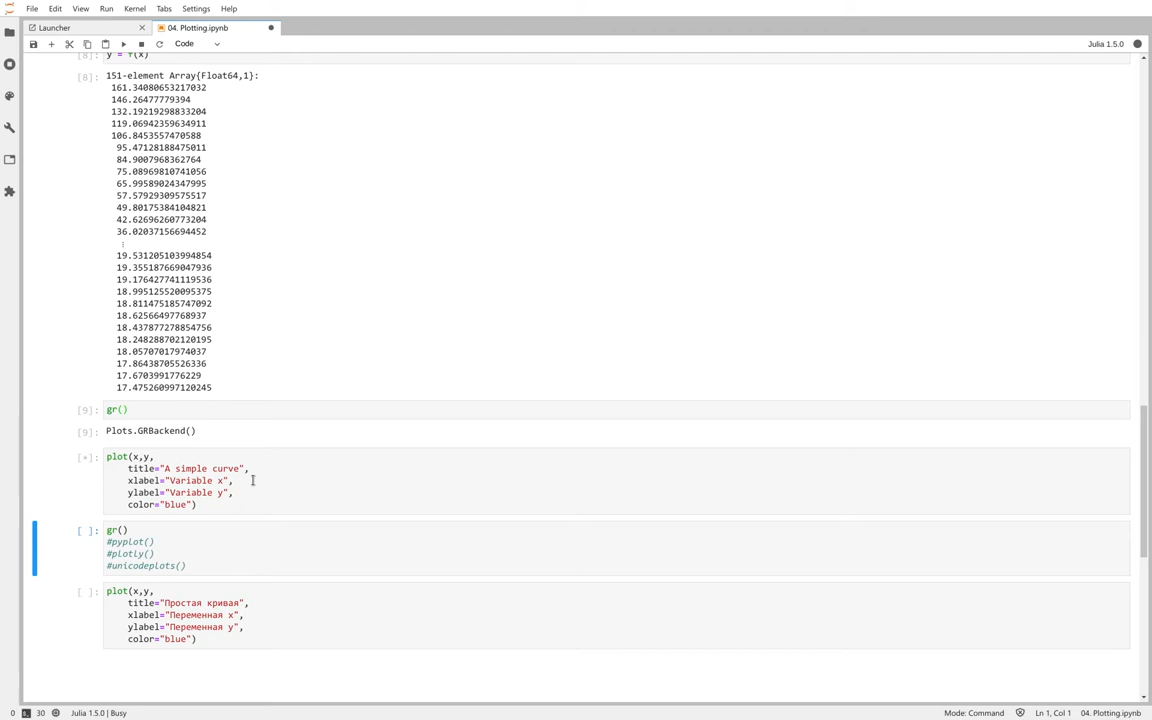 File Edit View Run Kernel Tabs Settings Help
Launcher × 04. Plotting.ipynb
Code Julia 1.5.0
[8]: y = f(x)
[8]: 151-element Array{Float64,1}:
161.34080653217032
146.26477779394
132.19219298833204
119.06942359634911
106.8453557470588
95.47128188475011
84.9007968362764
75.08969810741056
65.99589024347995
57.57929309575517
49.80175384104821
42.62696260773204
36.02037156694452
⋮
19.531205103994854
19.355187669047936
19.176427741119536
18.995125520095375
18.811475185747092
18.62566497768937
18.437877278854756
18.248288702120195
18.05707017974037
17.86438705526336
17.6703991776229
17.475260997120245
[9]: gr()
[9]: Plots.GRBackend()
[*]: plot(x,y,
title="A simple curve",
xlabel="Variable x",
ylabel="Variable y",
color="blue")
[ ]: gr()
#pyplot()
#plotly()
#unicodeplots()
[ ]: plot(x,y,
title="Простая кривая",
xlabel="Переменная x",
ylabel="Переменная y",
color="blue")
0 30 Julia 1.5.0 | Busy Mode: Command Ln 1, Col 1 04. Plotting.ipynb